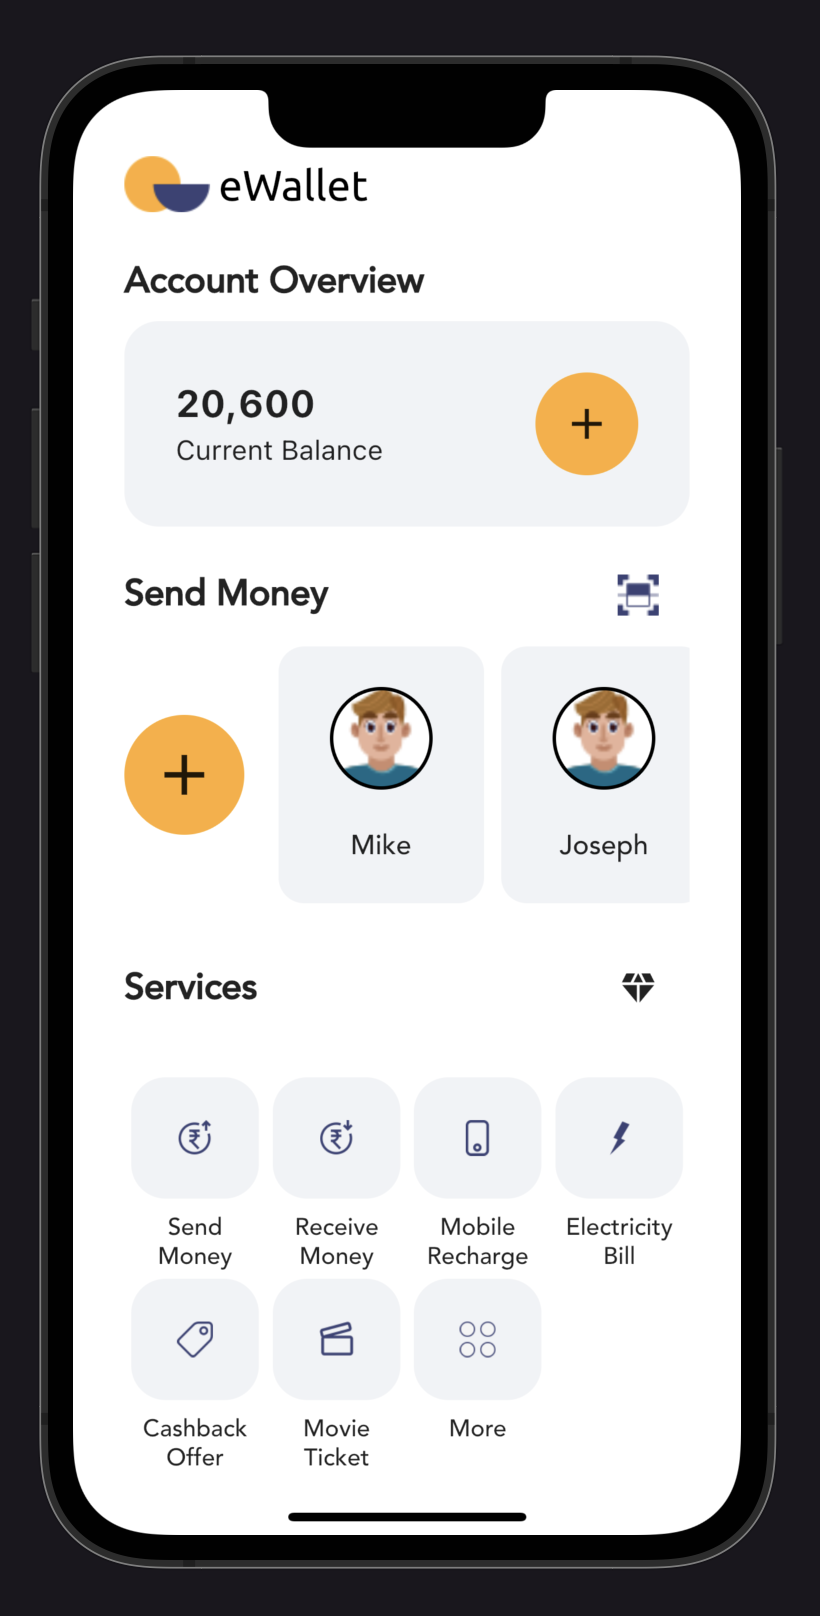 eWallet
Account Overview
20,600
Current Balance
Send Money
Mike
Joseph
Services
Send
Money
Receive
Money
Mobile
Recharge
Electricity
Bill
Cashback
Offer
Movie
Ticket
More